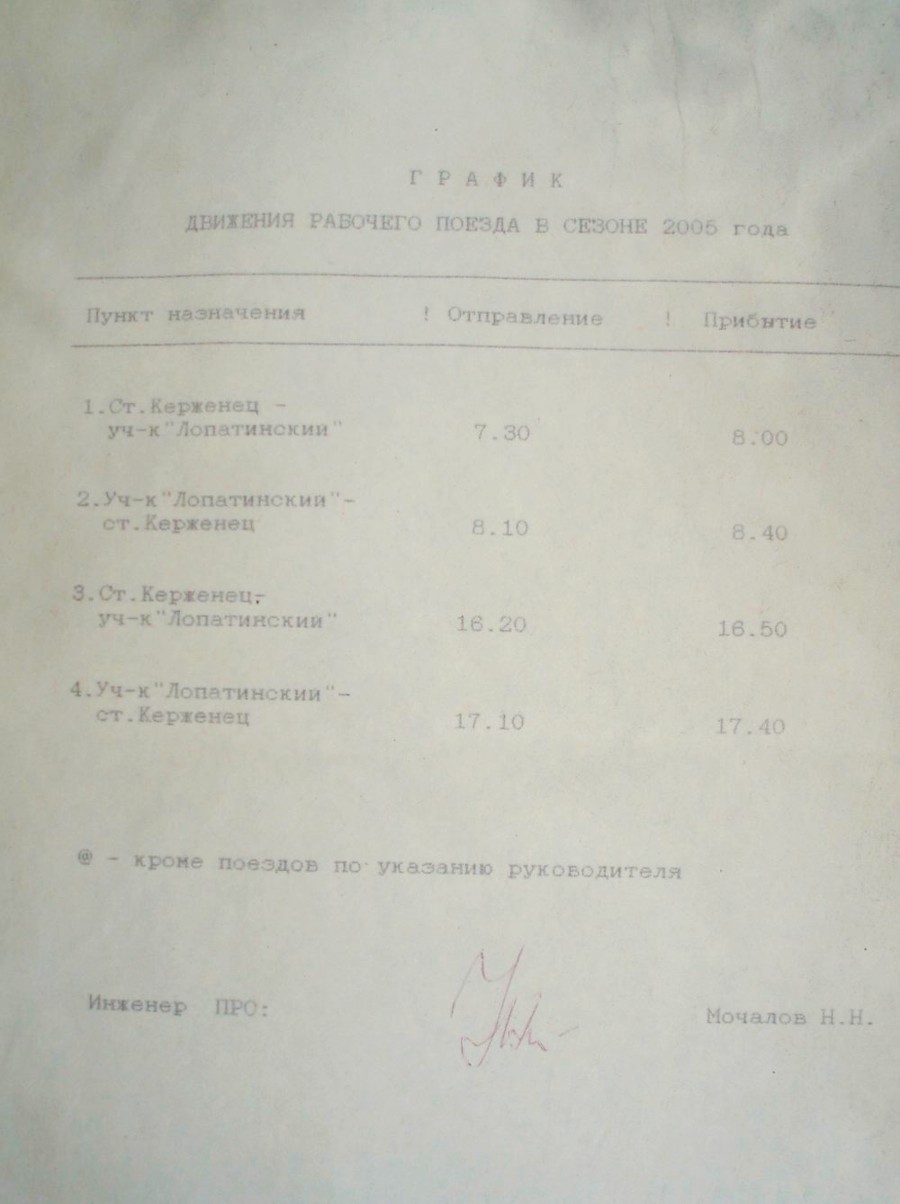 Г Р А Ф И К
ДВИЖЕНИЯ РАБОЧЕГО ПОЕЗДА В СЕЗОНЕ 2005 года
Пункт назначения ! Отправление ! Прибытие
1.Ст.Керженец -
уч-к"Лопатинский" 7.30 8.00
2.Уч-к"Лопатинский"-
ст.Керженец 8.10 8.40
3.Ст.Керженец-
уч-к"Лопатинский" 16.20 16.50
4.Уч-к"Лопатинский"-
ст.Керженец 17.10 17.40
@ - кроме поездов по указанию руководителя
Инженер ПРО: Мочалов Н.Н.